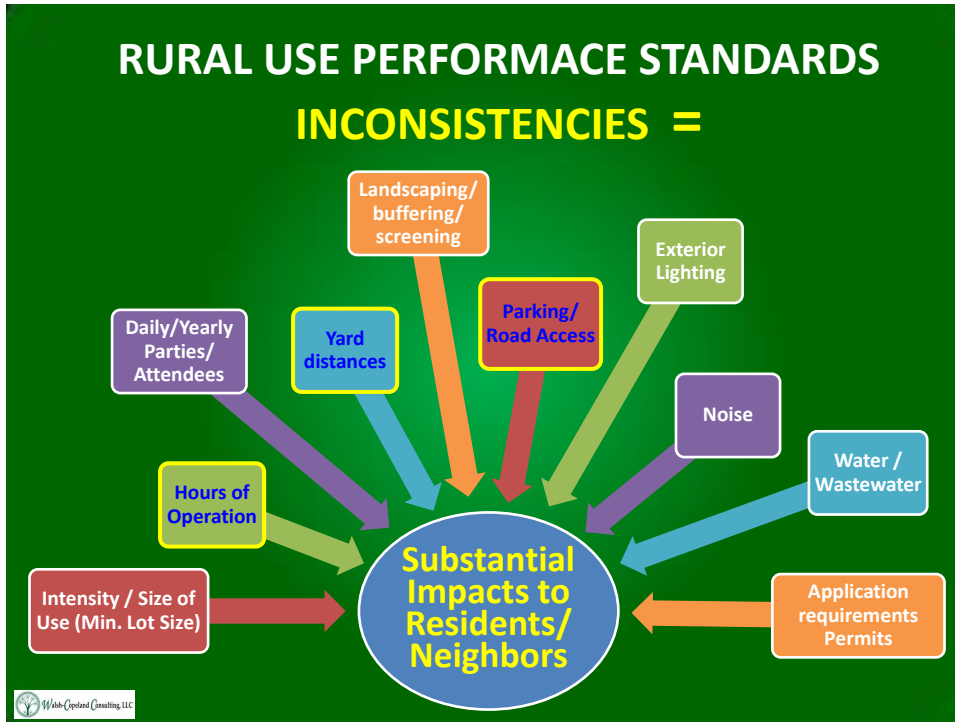 RURAL USE PERFORMACE STANDARDS
INCONSISTENCIES =
Landscaping/
buffering/
screening
Exterior
Lighting
Parking/
Road Access
Daily/Yearly
Parties/
Attendees
Yard
distances
Noise
Water /
Wastewater
Hours of
Operation
Substantial
Impacts to
Residents/
Neighbors
Intensity / Size of
Use (Min. Lot Size)
Application
requirements
Permits
Walsh-Copeland Consulting, LLC